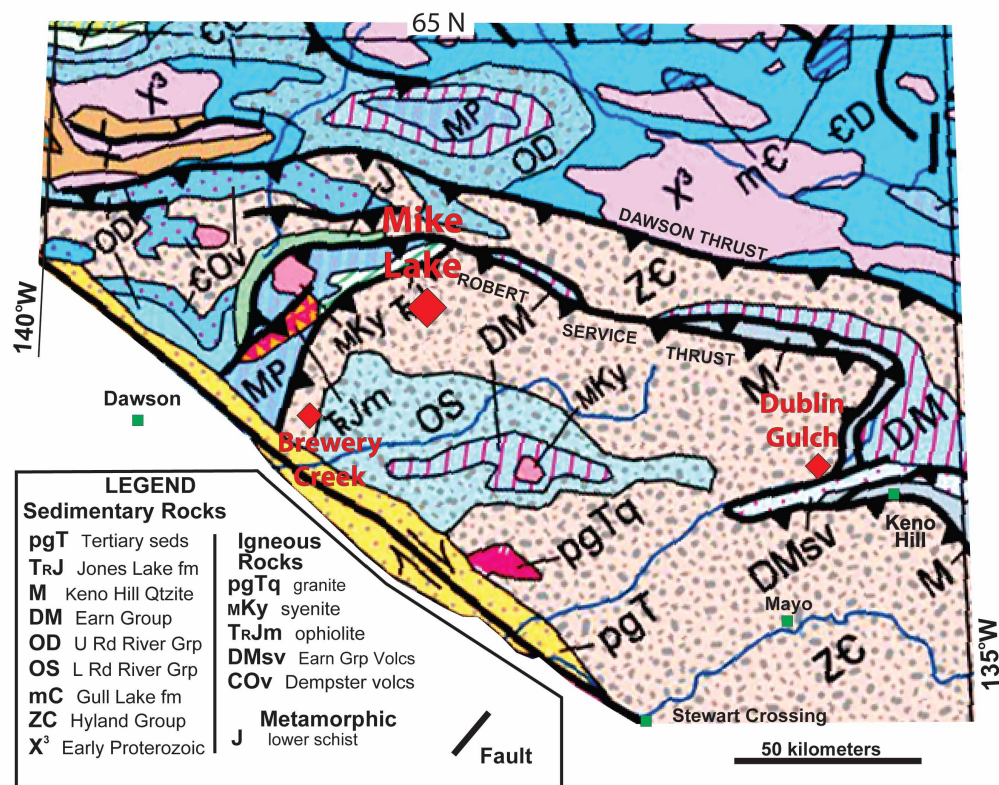 65 N
X³
MP
OD
ЄD
mЄ
X³
J
OD
ЄOv
Mike
Lake
DAWSON THRUST
ZЄ
ROBERT
SERVICE
THRUST
140°W
MKy
DM
M
MKy
MP
TRJm
OS
Dublin
Gulch
DM
Dawson
Brewery
Creek
pgTq
DMsv
Keno
Hill
M
pgT
Mayo
ZЄ
135°W
Stewart Crossing
50 kilometers
LEGEND
Sedimentary Rocks
pgT Tertiary seds
TRJ Jones Lake fm
M Keno Hill Qtzite
DM Earn Group
OD U Rd River Grp
OS L Rd River Grp
mC Gull Lake fm
ZC Hyland Group
X³ Early Proterozoic
Igneous
Rocks
pgTq granite
MKy syenite
TRJm ophiolite
DMsv Earn Grp Volcs
COv Dempster volcs
Metamorphic
J lower schist
Fault